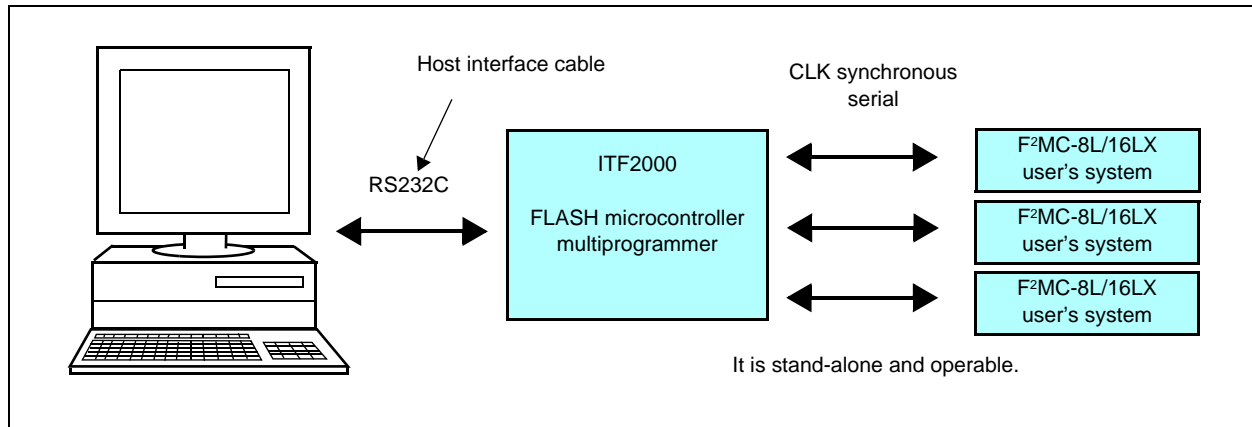 Host interface cable
RS232C
ITF2000
FLASH microcontroller
multiprogrammer
CLK synchronous
serial
F²MC-8L/16LX
user's system
F²MC-8L/16LX
user's system
F²MC-8L/16LX
user's system
It is stand-alone and operable.